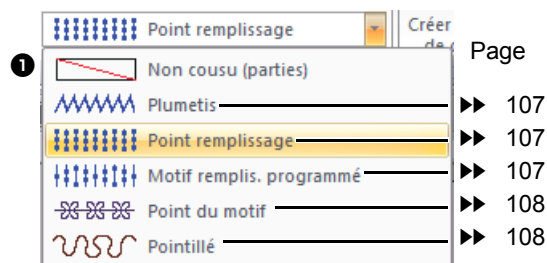 Point remplissage Créer
de Page
❶ Non cousu (parties)
Plumetis ▶▶ 107
Point remplissage ▶▶ 107
Motif remplis. programmé ▶▶ 107
Point du motif ▶▶ 108
Pointillé ▶▶ 108